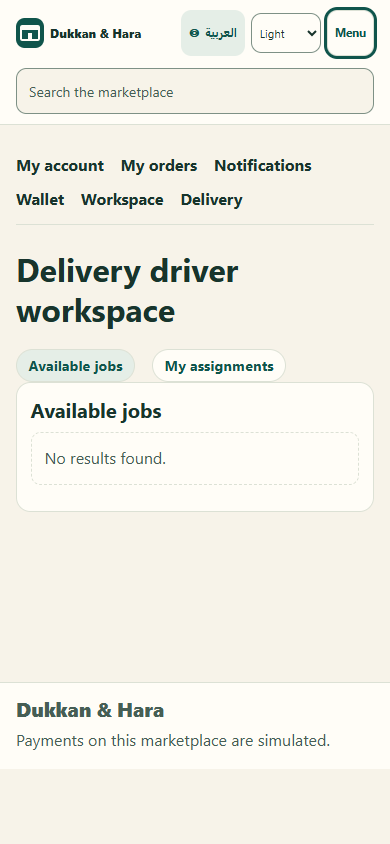 Dukkan & Hara
العربية
Light
Menu
Search the marketplace
My account My orders Notifications
Wallet Workspace Delivery
Delivery driver
workspace
Available jobs My assignments
Available jobs
No results found.
Dukkan & Hara
Payments on this marketplace are simulated.